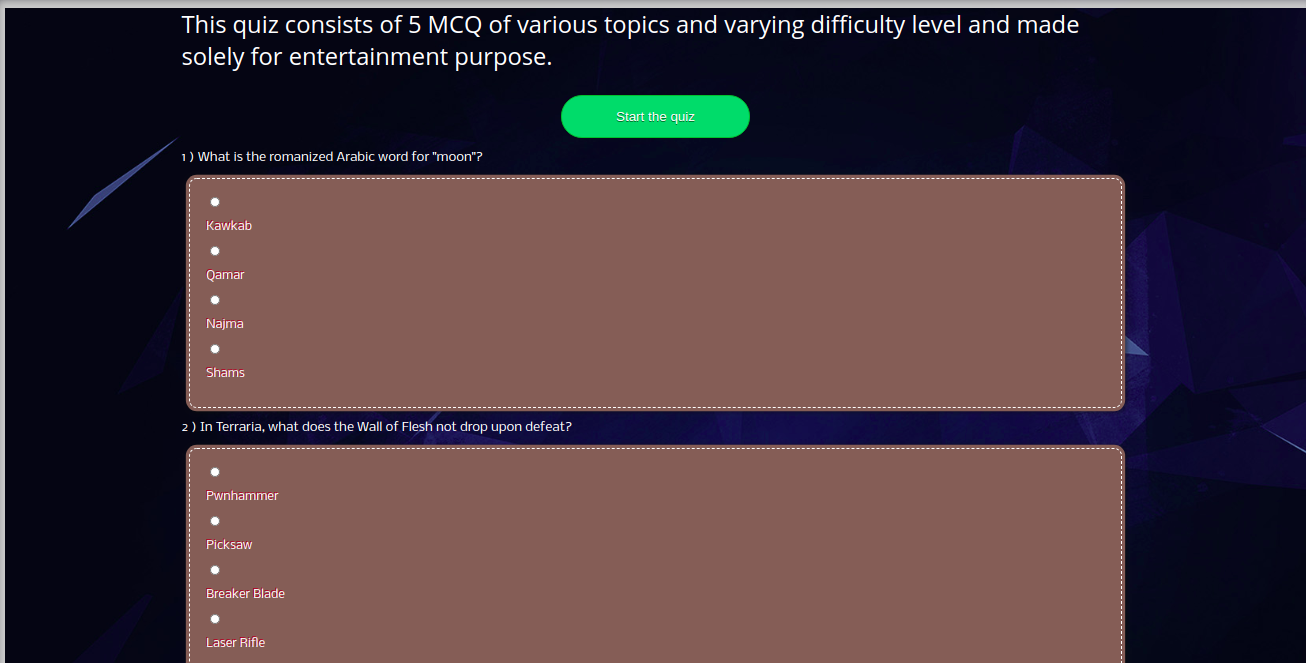 This quiz consists of 5 MCQ of various topics and varying difficulty level and made
solely for entertainment purpose.
Start the quiz
1 ) What is the romanized Arabic word for "moon"?
Kawkab
Qamar
Najma
Shams
2 ) In Terraria, what does the Wall of Flesh not drop upon defeat?
Pwnhammer
Picksaw
Breaker Blade
Laser Rifle